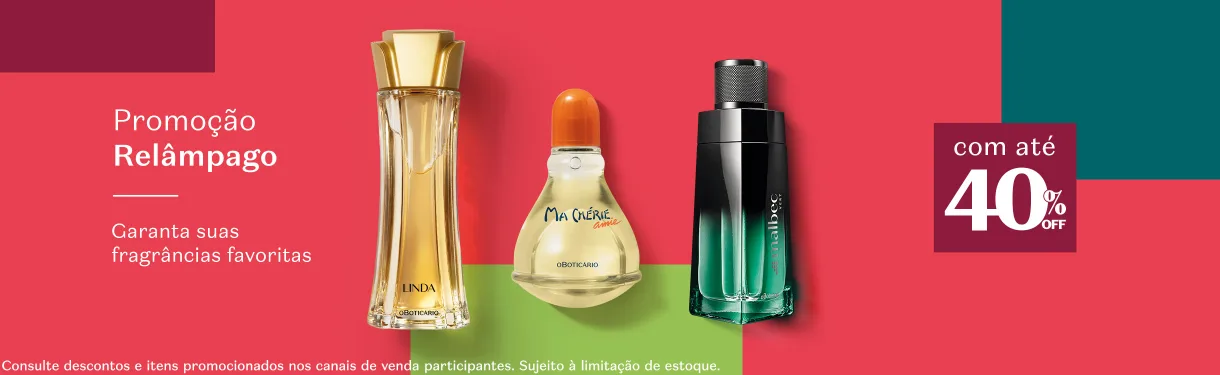 Promoção
Relâmpago
Garanta suas
fragrâncias favoritas
LINDA
OBOTICÁRIO
MA CHÉRIE
aime
OBOTICÁRIO
malbec
com até
40%
OFF
Consulte descontos e itens promocionados nos canais de venda participantes. Sujeito à limitação de estoque.